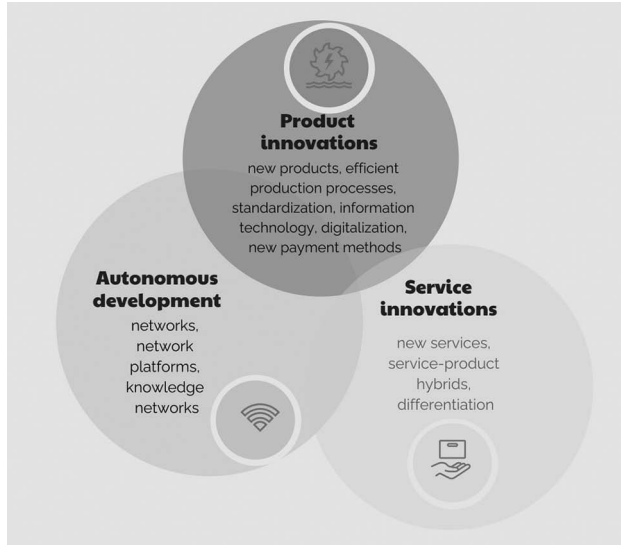 Product
innovations
new products, efficient
production processes,
standardization, information
technology, digitalization,
new payment methods
Autonomous
development
networks,
network
platforms,
knowledge
networks
Service
innovations
new services,
service-product
hybrids,
differentiation